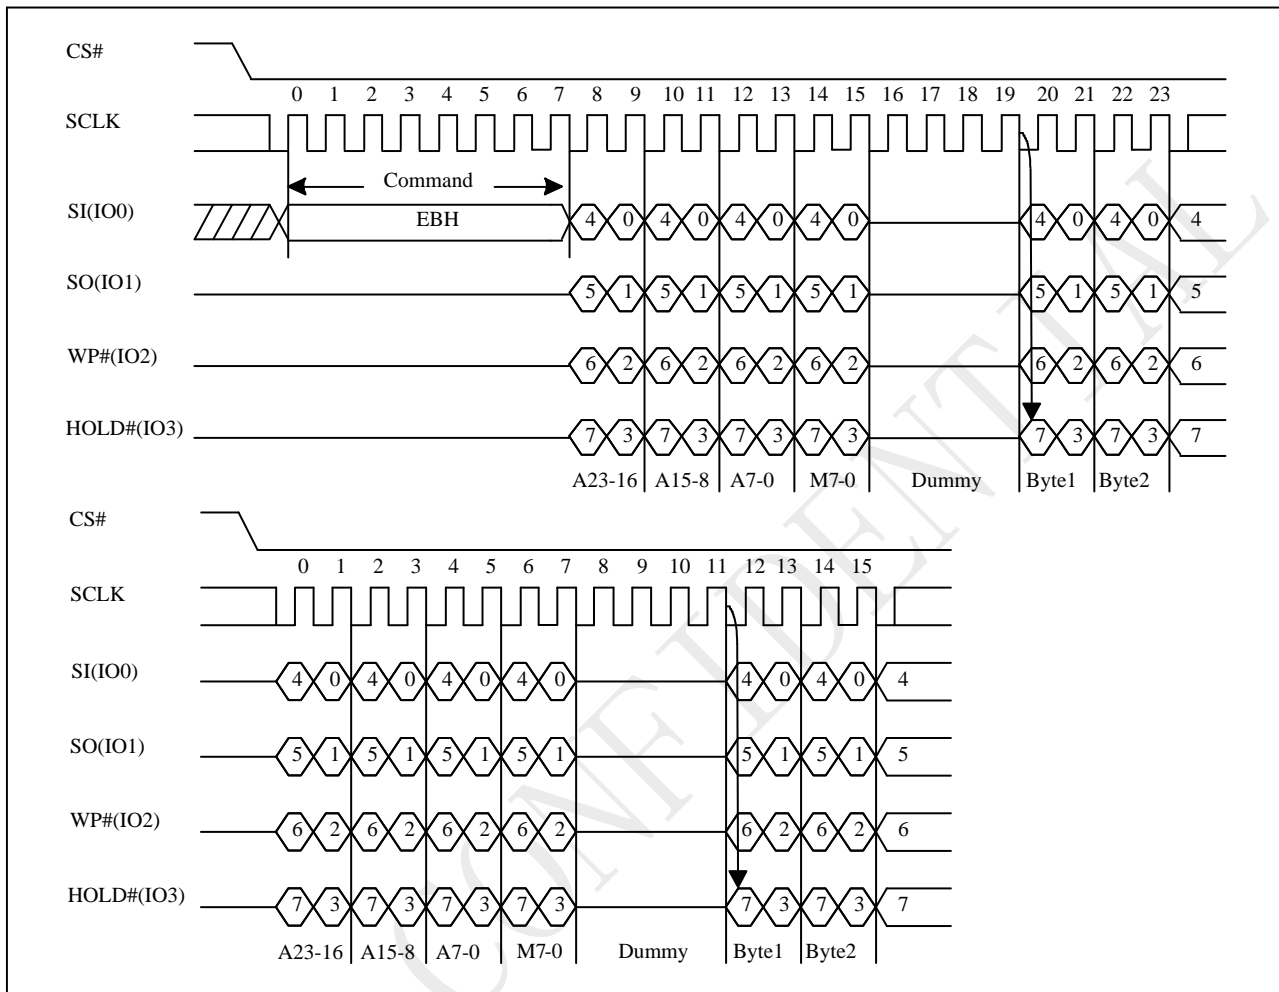 CS#
0 1 2 3 4 5 6 7 8 9 10 11 12 13 14 15 16 17 18 19 20 21 22 23
SCLK
Command
SI(IO0) EBH 4 0 4 0 4 0 4 0 4 0 4 0 4
SO(IO1) 5 1 5 1 5 1 5 1 5 1 5 1 5
WP#(IO2) 6 2 6 2 6 2 6 2 6 2 6 2 6
HOLD#(IO3) 7 3 7 3 7 3 7 3 7 3 7 3 7
A23-16 A15-8 A7-0 M7-0 Dummy Byte1 Byte2
CS#
0 1 2 3 4 5 6 7 8 9 10 11 12 13 14 15
SCLK
SI(IO0) 4 0 4 0 4 0 4 0 4 0 4 0 4
SO(IO1) 5 1 5 1 5 1 5 1 5 1 5 1 5
WP#(IO2) 6 2 6 2 6 2 6 2 6 2 6 2 6
HOLD#(IO3) 7 3 7 3 7 3 7 3 7 3 7 3 7
A23-16 A15-8 A7-0 M7-0 Dummy Byte1 Byte2
CONFIDENTIAL